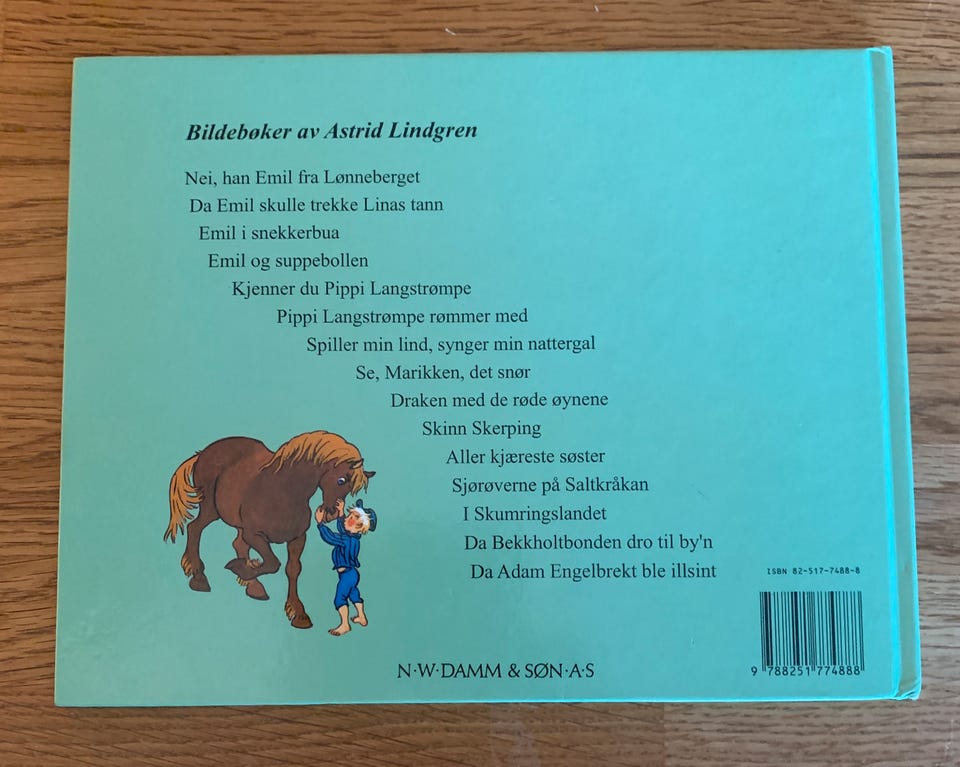 Bildebøker av Astrid Lindgren
Nei, han Emil fra Lønneberget
Da Emil skulle trekke Linas tann
Emil i snekkerbua
Emil og suppebollen
Kjenner du Pippi Langstrømpe
Pippi Langstrømpe rømmer med
Spiller min lind, synger min nattergal
Se, Marikken, det snør
Draken med de røde øynene
Skinn Skerping
Aller kjæreste søster
Sjørøverne på Saltkråkan
I Skumringslandet
Da Bekkholtbonden dro til by'n
Da Adam Engelbrekt ble illsint
ISBN 82-517-7488-8
9 788251 774888
N·W·DAMM & SØN·A·S